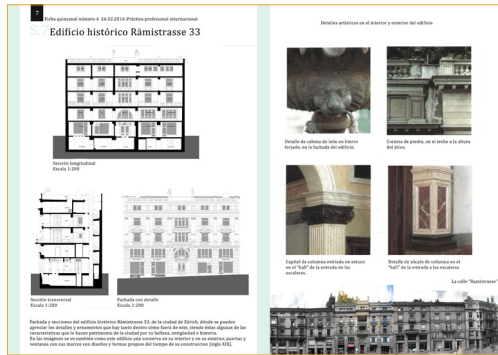 7
Ficha quincenal número 4  26.02.2016-Práctica profesional internacional
Edificio histórico Rämistrasse 33
Sección longitudinal
Escala 1:200
Sección transversal
Escala 1:200
Fachada con detalle
Escala 1:200
Fachada y secciones del edificio histórico Rämistrasse 33, de la ciudad de Zürich, dónde se pueden
apreciar los detalles y ornamentos que hay tanto dentro cómo fuera de este, siendo éstas algunas de las
características que lo hacen patrimonio de la ciudad por su belleza, antigüedad e historia.
En las imágenes se ve también como este edificio aún conserva en su interior y en su exterior, puertas y
ventanas con sus marcos con diseños y formas propios del tiempo de su construccion (siglo XIX).
Detalles artísticos en el interior y exterior del edificio
Detalle de cabeza de león en hierro
forjado, en la fachada del edificio.
Cornisa de piedra, en el techo a la altura
del ático.
Capitel de columna entriada en estuco
en el "hall" de la entrada de las
escaleras.
Detalle de zócalo de columna en el
"hall" de la entrada a las escaleras
La calle "Ramistrasse"